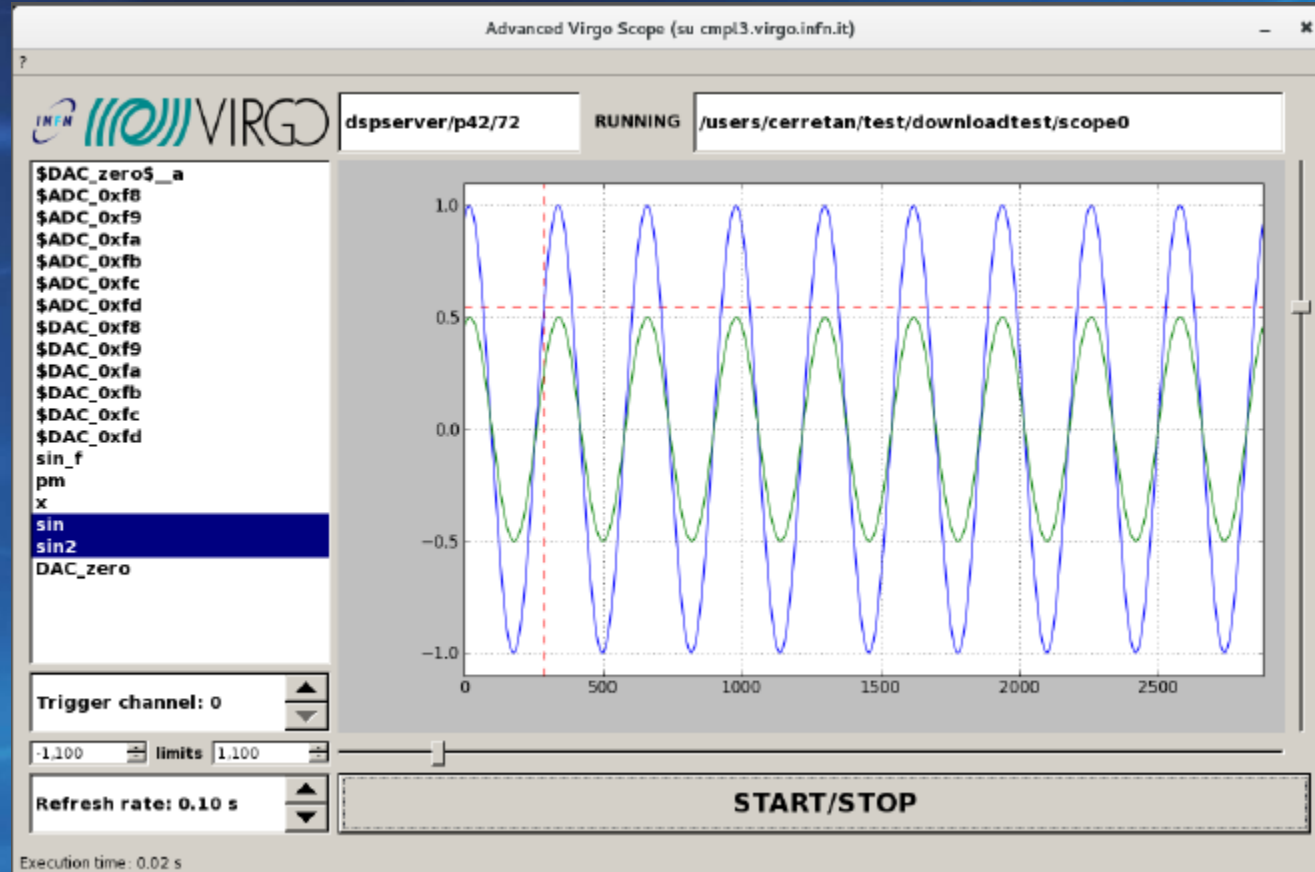 Advanced Virgo Scope (su cmpl3.virgo.infn.it)
?
INFN VIRGO
dspserver/p42/72 RUNNING /users/cerretan/test/downloadtest/scope0
$DAC_zero$__a
$ADC_0xf8
$ADC_0xf9
$ADC_0xfa
$ADC_0xfb
$ADC_0xfc
$ADC_0xfd
$DAC_0xf8
$DAC_0xf9
$DAC_0xfa
$DAC_0xfb
$DAC_0xfc
$DAC_0xfd
sin_f
pm
x
sin
sin2
DAC_zero
1.0
0.5
0.0
−0.5
−1.0
0 500 1000 1500 2000 2500
Trigger channel: 0
-1,100 limits 1,100
Refresh rate: 0.10 s
START/STOP
Execution time: 0.02 s